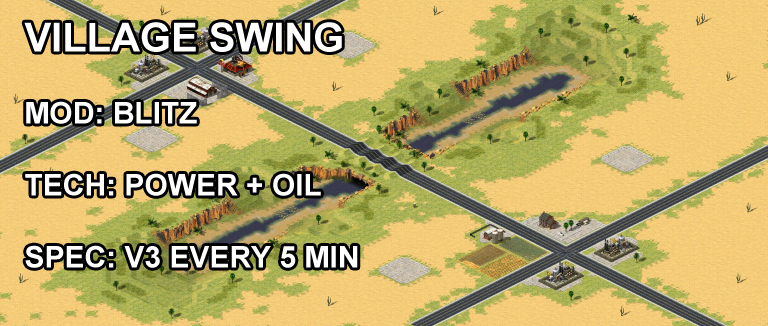 VILLAGE SWING
MOD: BLITZ
TECH: POWER + OIL
SPEC: V3 EVERY 5 MIN